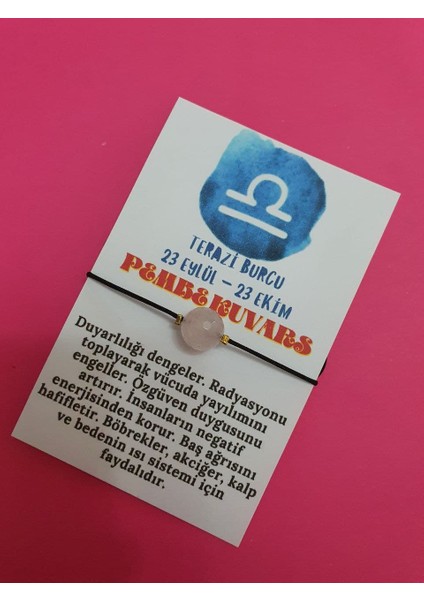 TERAZİ BURCU
23 EYLÜL – 23 EKİM
PEMBE KUVARS
Duyarlılığı dengeler. Radyasyonu
toplayarak vücuda yayılımını
engeller. Özgüven duygusunu
artırır. İnsanların negatif
enerjisinden korur. Baş ağrısını
hafifletir. Böbrekler, akciğer, kalp
ve bedenin ısı sistemi için
faydalıdır.